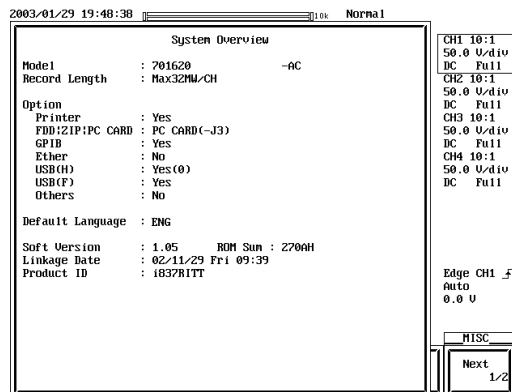 2003/01/29 19:48:38 10k Normal
System Overview
Model : 701620 -AC
Record Length : Max32MW/CH
Option
Printer : Yes
FDD¦ZIP¦PC CARD : PC CARD(-J3)
GPIB : Yes
Ether : No
USB(H) : Yes(0)
USB(F) : Yes
Others : No
Default Language : ENG
Soft Version : 1.05 ROM Sum : 270AH
Linkage Date : 02/11/29 Fri 09:39
Product ID : i837RITT
CH1 10:1
50.0 V/div
DC Full
CH2 10:1
50.0 V/div
DC Full
CH3 10:1
50.0 V/div
DC Full
CH4 10:1
50.0 V/div
DC Full
Edge CH1
Auto
0.0 V
MISC
Next
1/2